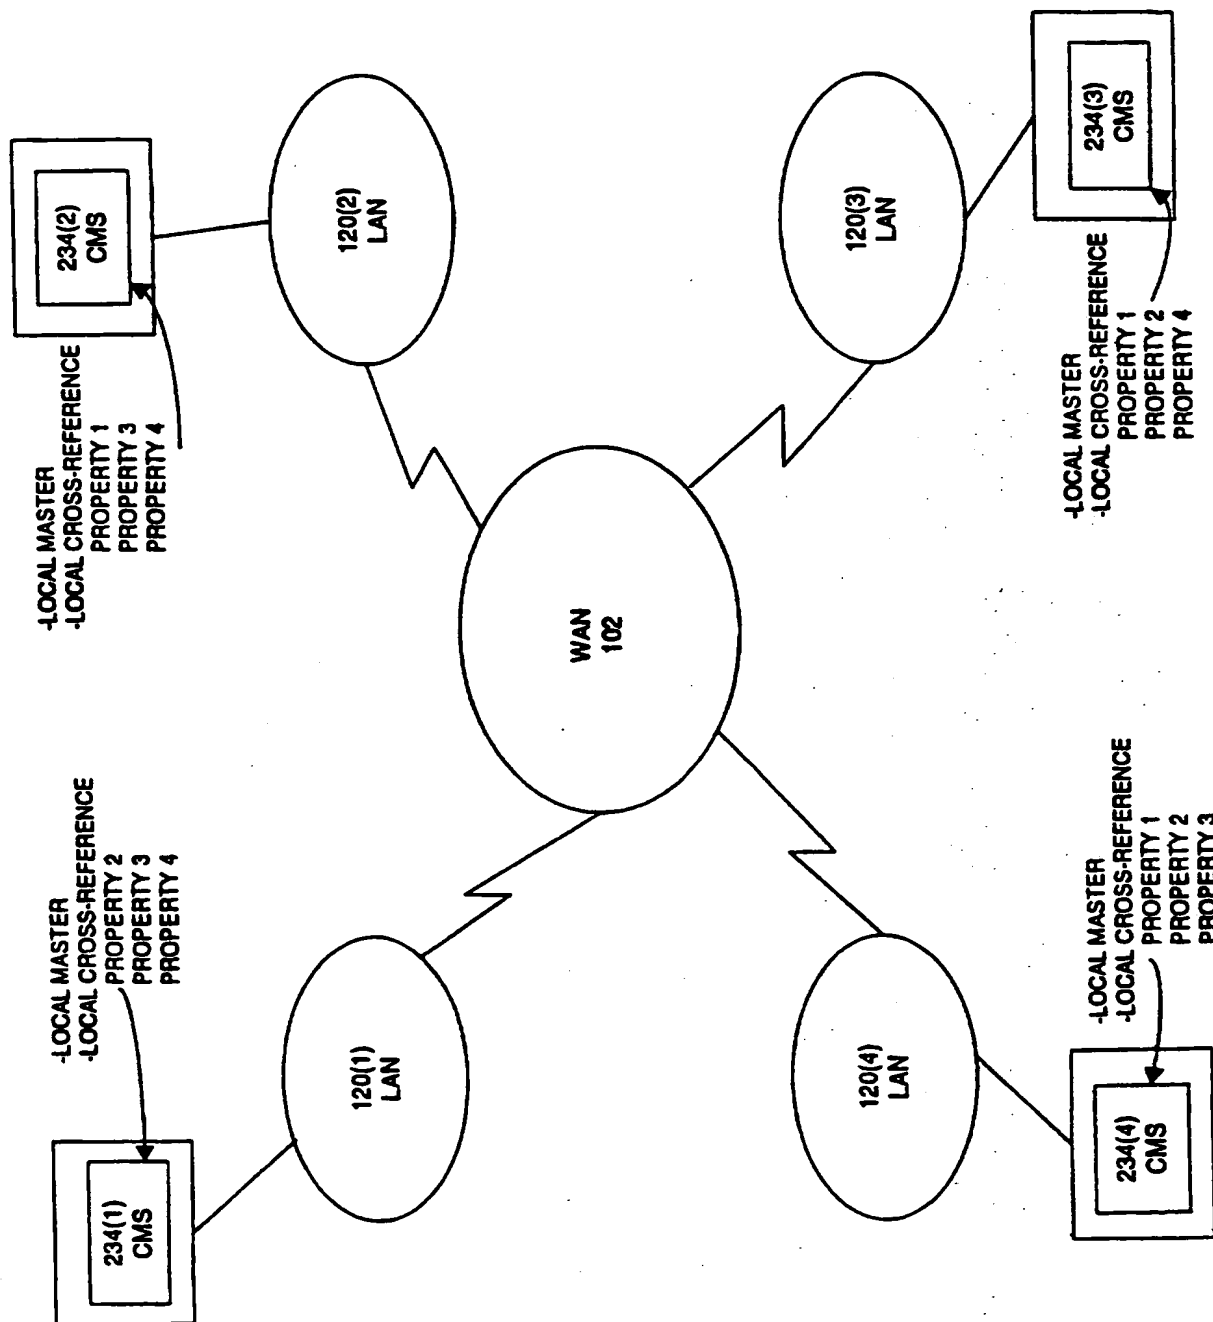 234(1)
CMS
-LOCAL MASTER
-LOCAL CROSS-REFERENCE
PROPERTY 2
PROPERTY 3
PROPERTY 4
120(1)
LAN
234(2)
CMS
-LOCAL MASTER
-LOCAL CROSS-REFERENCE
PROPERTY 1
PROPERTY 3
PROPERTY 4
120(2)
LAN
WAN
102
120(4)
LAN
234(4)
CMS
-LOCAL MASTER
-LOCAL CROSS-REFERENCE
PROPERTY 1
PROPERTY 2
PROPERTY 3
120(3)
LAN
234(3)
CMS
-LOCAL MASTER
-LOCAL CROSS-REFERENCE
PROPERTY 1
PROPERTY 2
PROPERTY 4